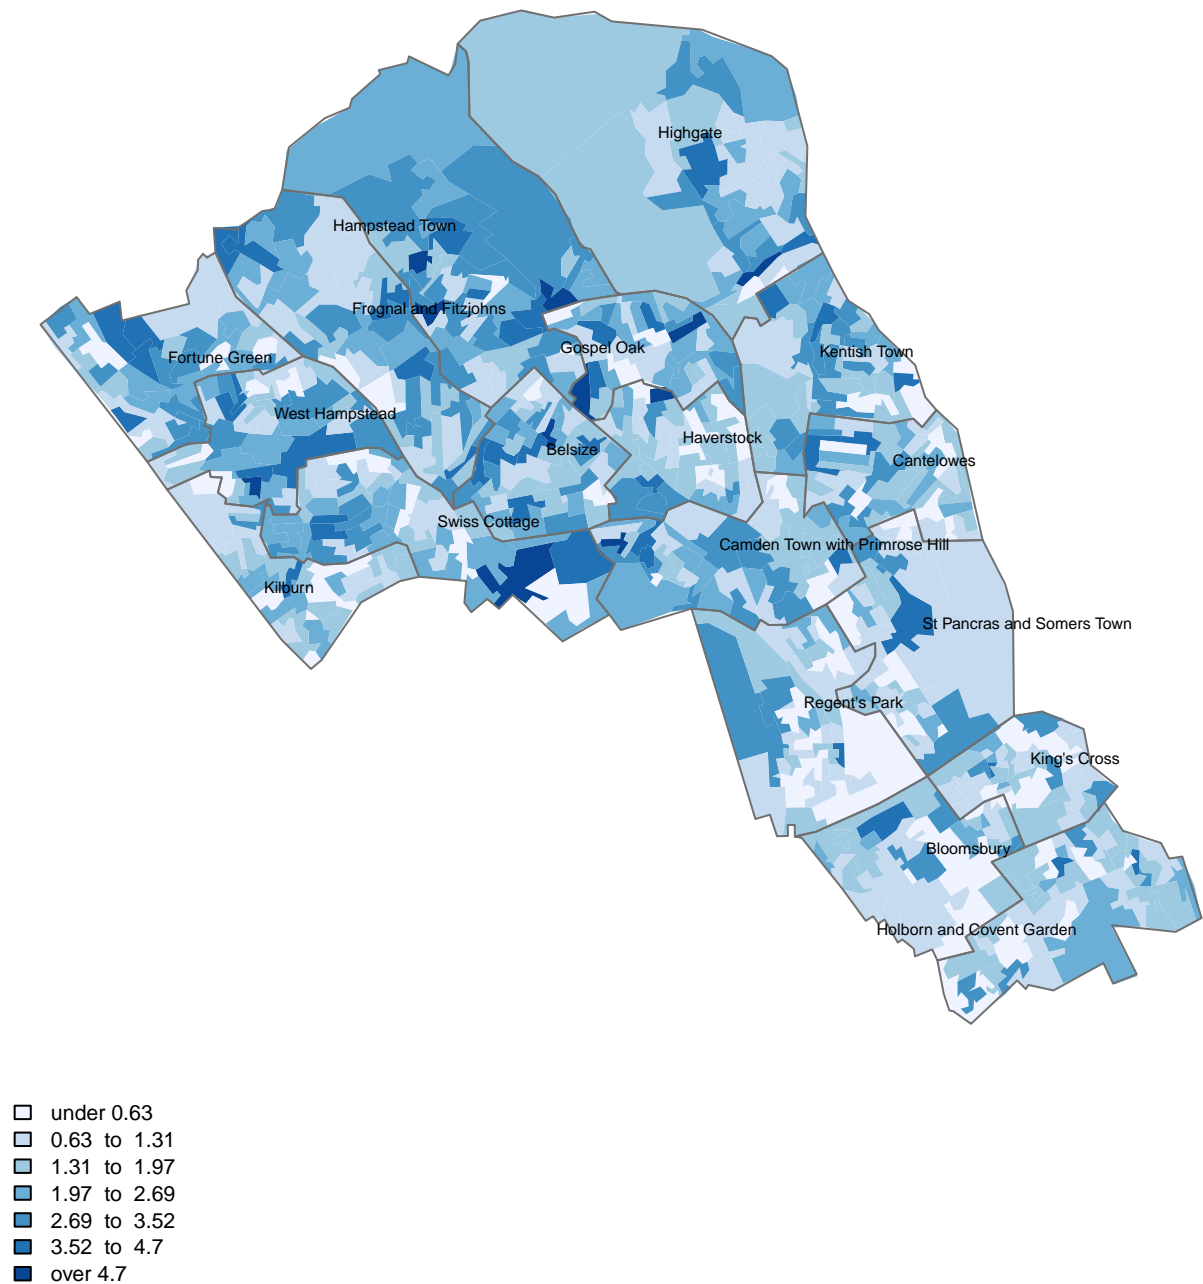 Highgate
Hampstead Town
Frognal and Fitzjohns
Gospel Oak
Kentish Town
Fortune Green
West Hampstead
Haverstock
Belsize
Cantelowes
Swiss Cottage
Camden Town with Primrose Hill
Kilburn
St Pancras and Somers Town
Regent's Park
King's Cross
Bloomsbury
Holborn and Covent Garden
under 0.63
0.63 to 1.31
1.31 to 1.97
1.97 to 2.69
2.69 to 3.52
3.52 to 4.7
over 4.7